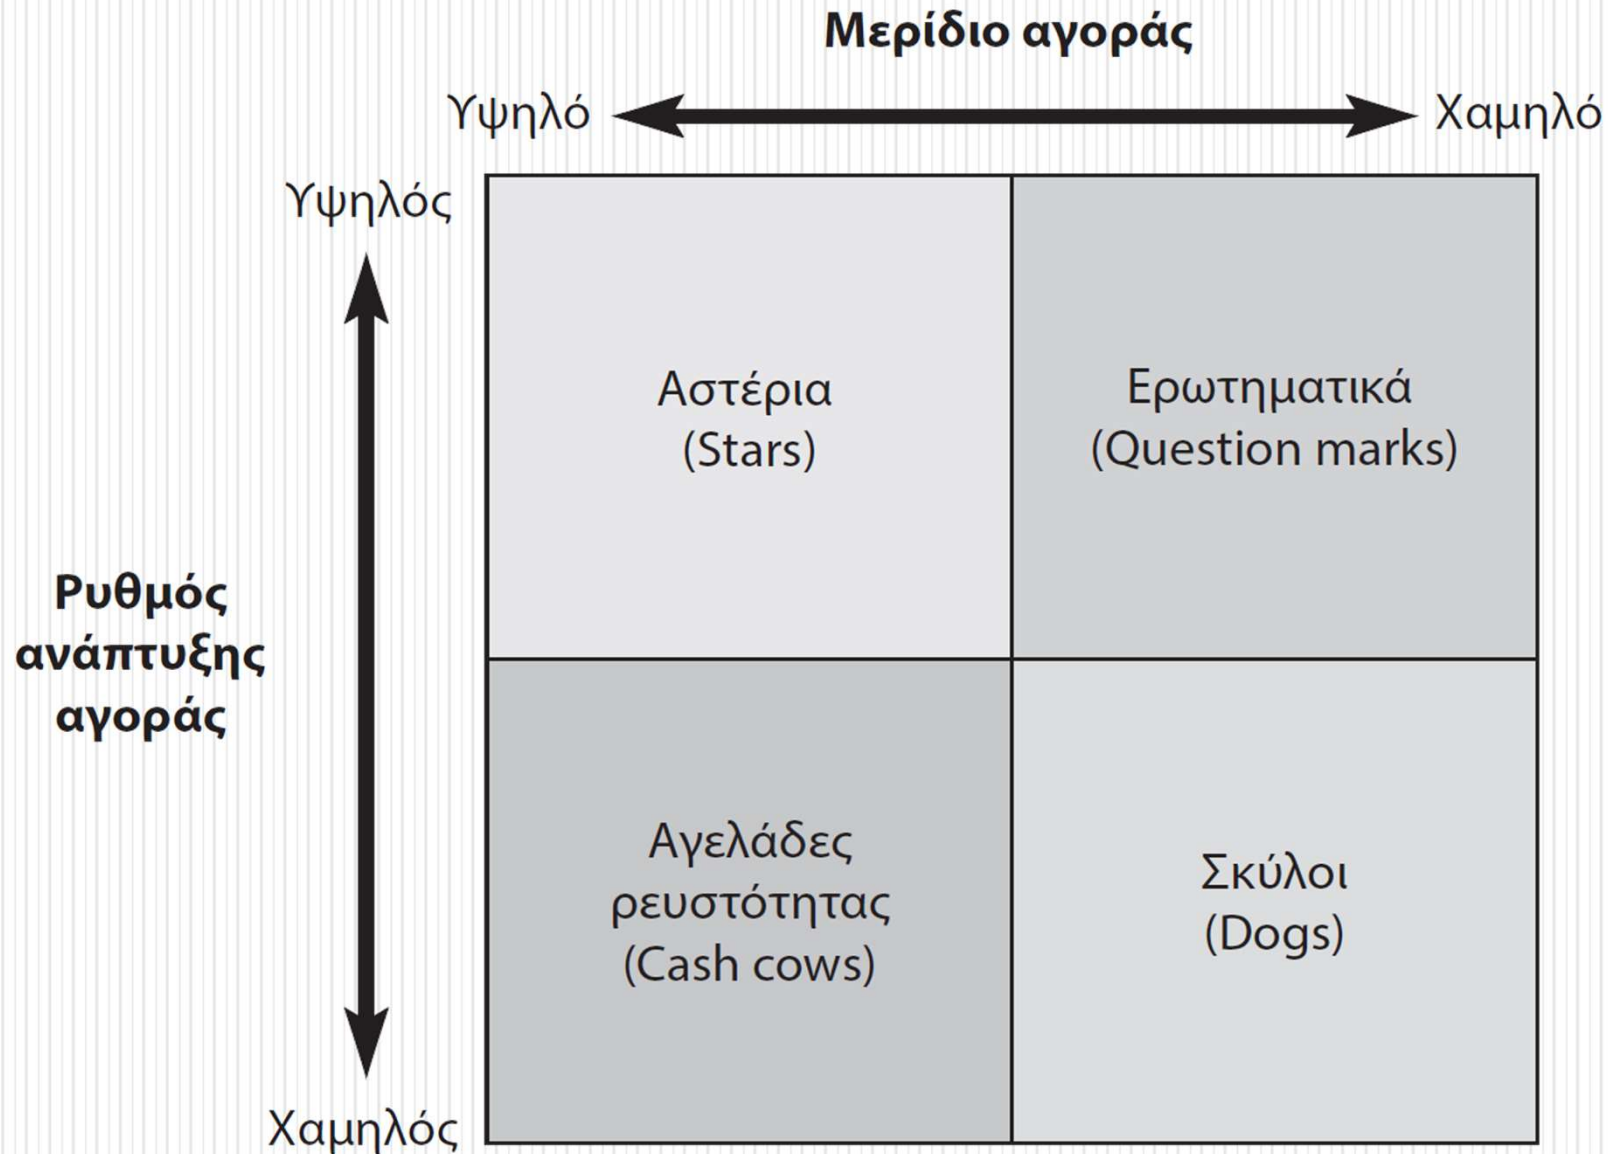 Μερίδιο αγοράς
Υψηλό
Χαμηλό
Υψηλός
Αστέρια
(Stars)
Ερωτηματικά
(Question marks)
Ρυθμός
ανάπτυξης
αγοράς
Αγελάδες
ρευστότητας
(Cash cows)
Σκύλοι
(Dogs)
Χαμηλός